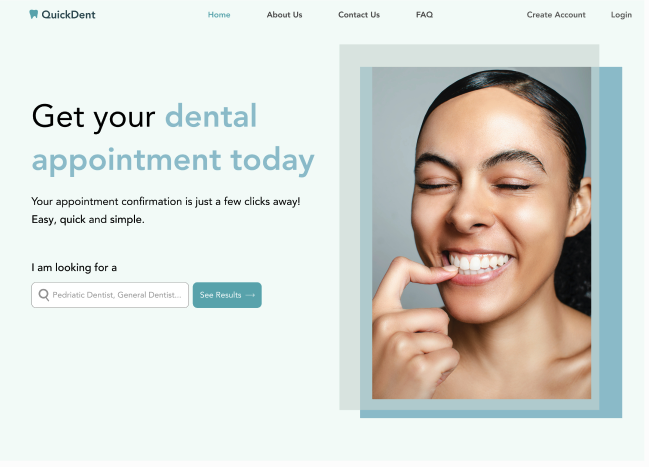 QuickDent
Home
About Us
Contact Us
FAQ
Create Account
Login
Get your dental
appointment today
Your appointment confirmation is just a few clicks away!
Easy, quick and simple.
I am looking for a
Pedriatic Dentist, General Dentist...
See Results →